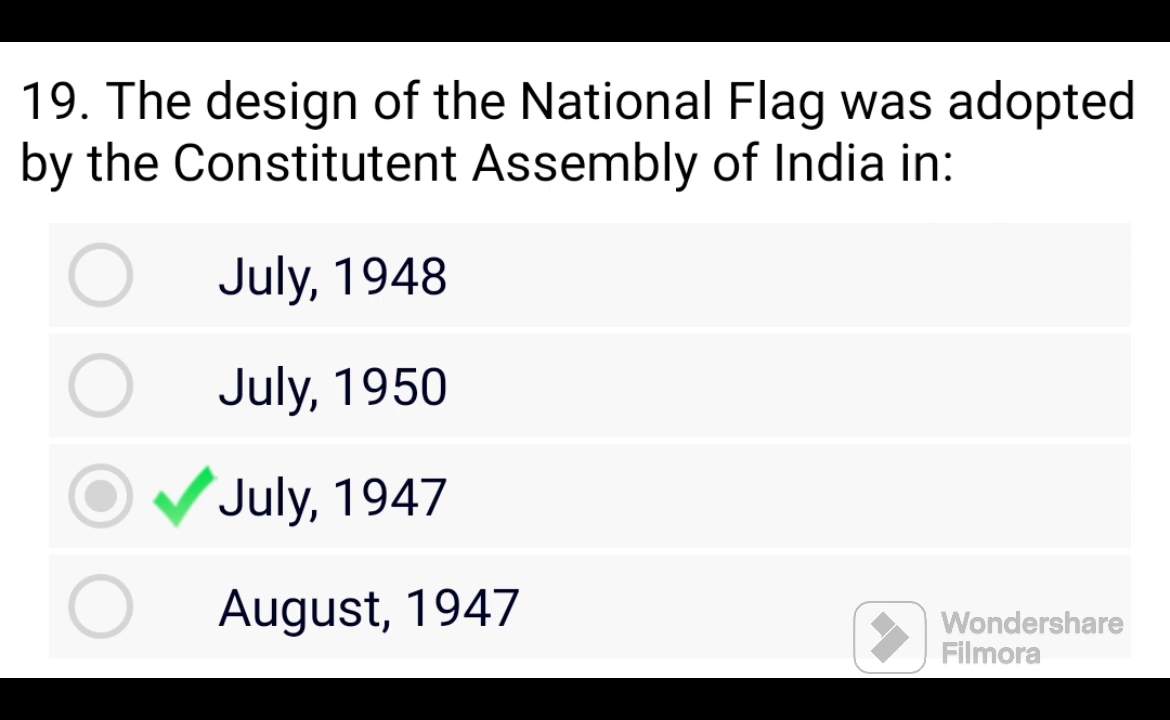 19. The design of the National Flag was adopted
by the Constitutent Assembly of India in:
July, 1948
July, 1950
July, 1947
August, 1947
Wondershare
Filmora